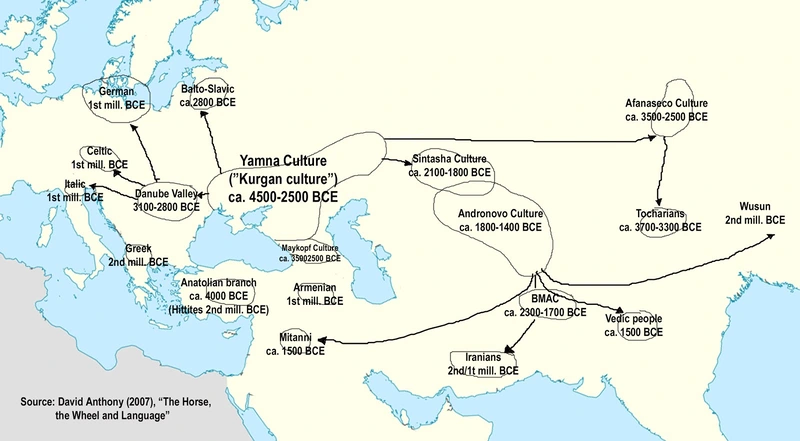 German
1st mill. BCE
Balto-Slavic
ca.2800 BCE
Afanaseco Culture
ca. 3500-2500 BCE
Celtic
1st mill. BCE
Yamna Culture
("Kurgan culture")
ca. 4500-2500 BCE
Sintasha Culture
ca. 2100-1800 BCE
Italic
1st mill. BCE
Danube Valley
3100-2800 BCE
Andronovo Culture
ca. 1800-1400 BCE
Tocharians
ca. 3700-3300 BCE
Wusun
2nd mill. BCE
Greek
2nd mill. BCE
Maykopf Culture
ca. 35002500 BCE
Anatolian branch
ca. 4000 BCE
(Hittites 2nd mill. BCE)
Armenian
1st mill. BCE
BMAC
ca. 2300-1700 BCE
Vedic people
ca. 1500 BCE
Mitanni
ca. 1500 BCE
Iranians
2nd/1t mill. BCE
Source: David Anthony (2007), "The Horse,
the Wheel and Language"